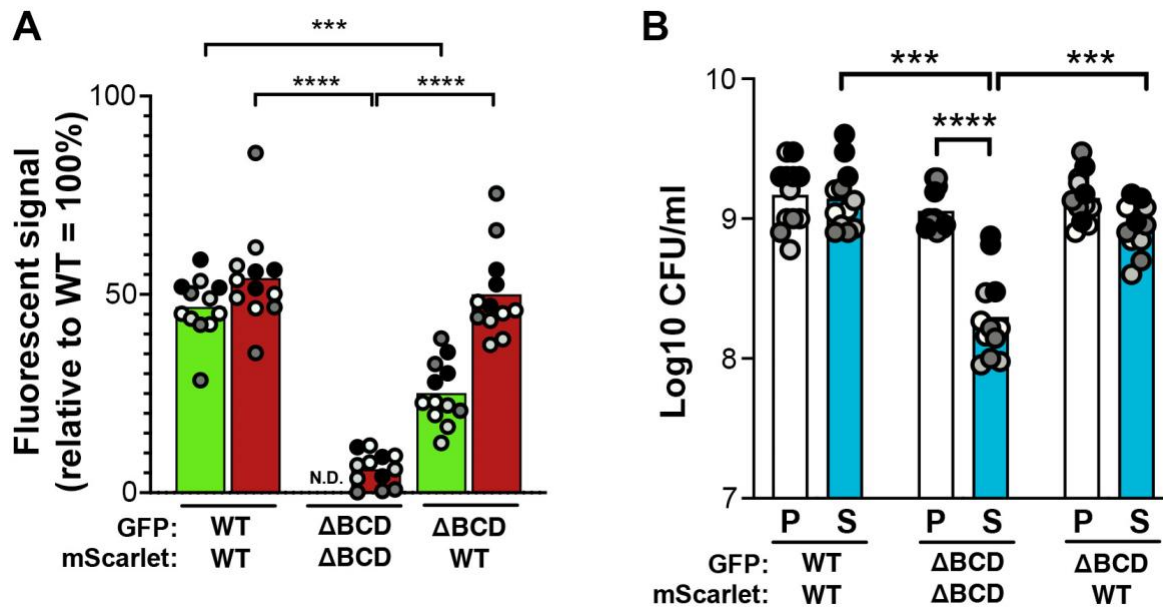 A
***
****
****
100
50
0
Fluorescent signal
(relative to WT = 100%)
N.D.
GFP: WT ΔBCD ΔBCD
mScarlet: WT ΔBCD WT
B
***
***
****
10
9
8
7
Log10 CFU/ml
P S P S P S
GFP: WT ΔBCD ΔBCD
mScarlet: WT ΔBCD WT